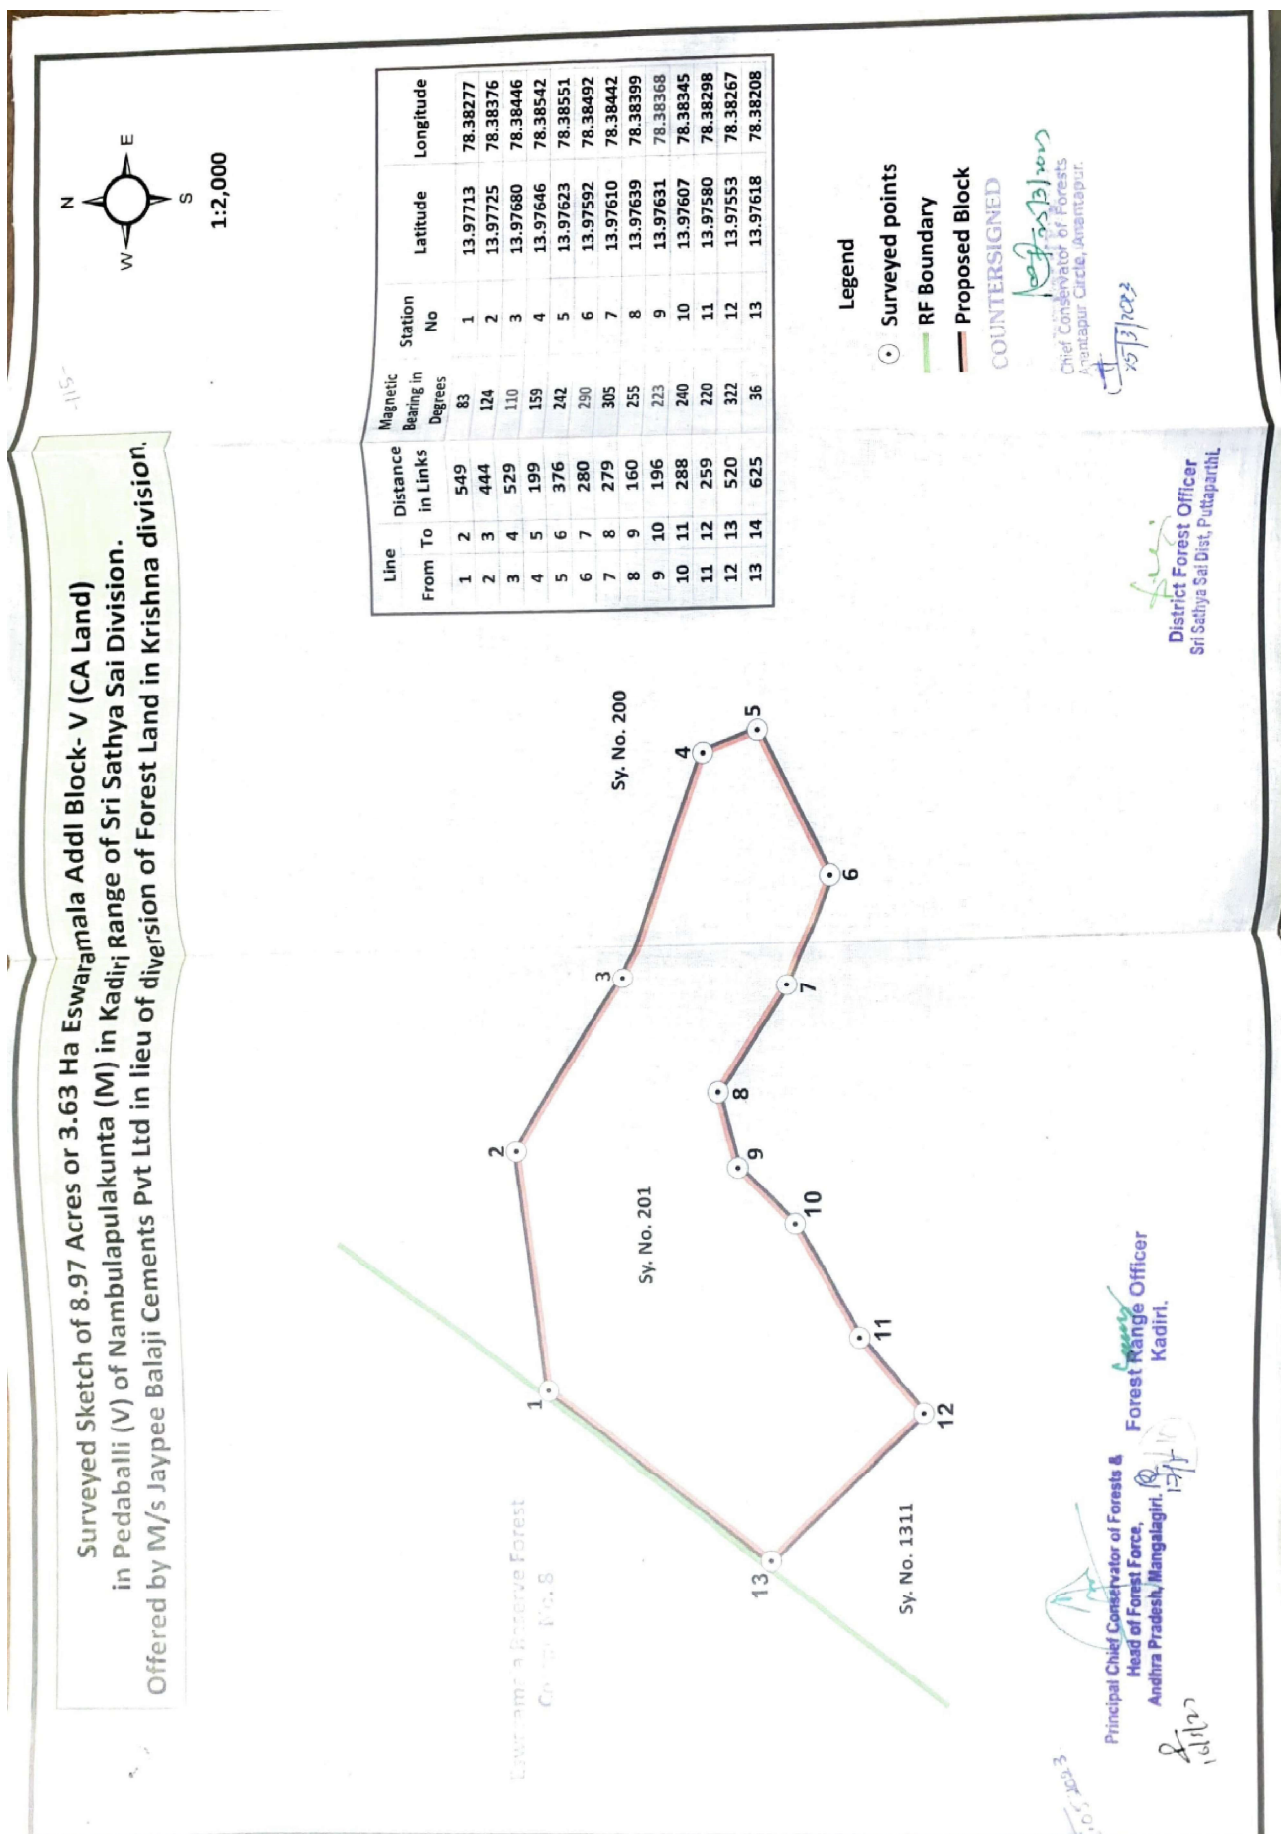 Surveyed Sketch of 8.97 Acres or 3.63 Ha Eswaramala Addl Block- V (CA Land)
in Pedaballi (V) of Nambulapulakunta (M) in Kadiri Range of Sri Sathya Sai Division.
Offered by M/s Jaypee Balaji Cements Pvt Ltd in lieu of diversion of Forest Land in Krishna division.
-115-
N
W E
S
1:2,000
Line Distance Magnetic Station Latitude Longitude
From To in Links Bearing in No
Degrees
1 2 549 83 1 13.97713 78.38277
2 3 444 124 2 13.97725 78.38376
3 4 529 110 3 13.97680 78.38446
4 5 199 159 4 13.97646 78.38542
5 6 376 242 5 13.97623 78.38551
6 7 280 290 6 13.97592 78.38492
7 8 279 305 7 13.97610 78.38442
8 9 160 255 8 13.97639 78.38399
9 10 196 223 9 13.97631 78.38368
10 11 288 240 10 13.97607 78.38345
11 12 259 220 11 13.97580 78.38298
12 13 520 322 12 13.97553 78.38267
13 14 625 36 13 13.97618 78.38208
Reserve Forest
1
2
3
4
5
6
7
8
9
10
11
12
13
Sy. No. 200
Sy. No. 201
Sy. No. 1311
Legend
Surveyed points
RF Boundary
Proposed Block
COUNTERSIGNED
Chief Conservator of Forests
Anantapur Circle, Anantapur.
District Forest Officer
Sri Sathya Sai Dist, Puttaparthi.
Forest Range Officer
Kadiri.
Principal Chief Conservator of Forests &
Head of Forest Force,
Andhra Pradesh, Mangalagiri.